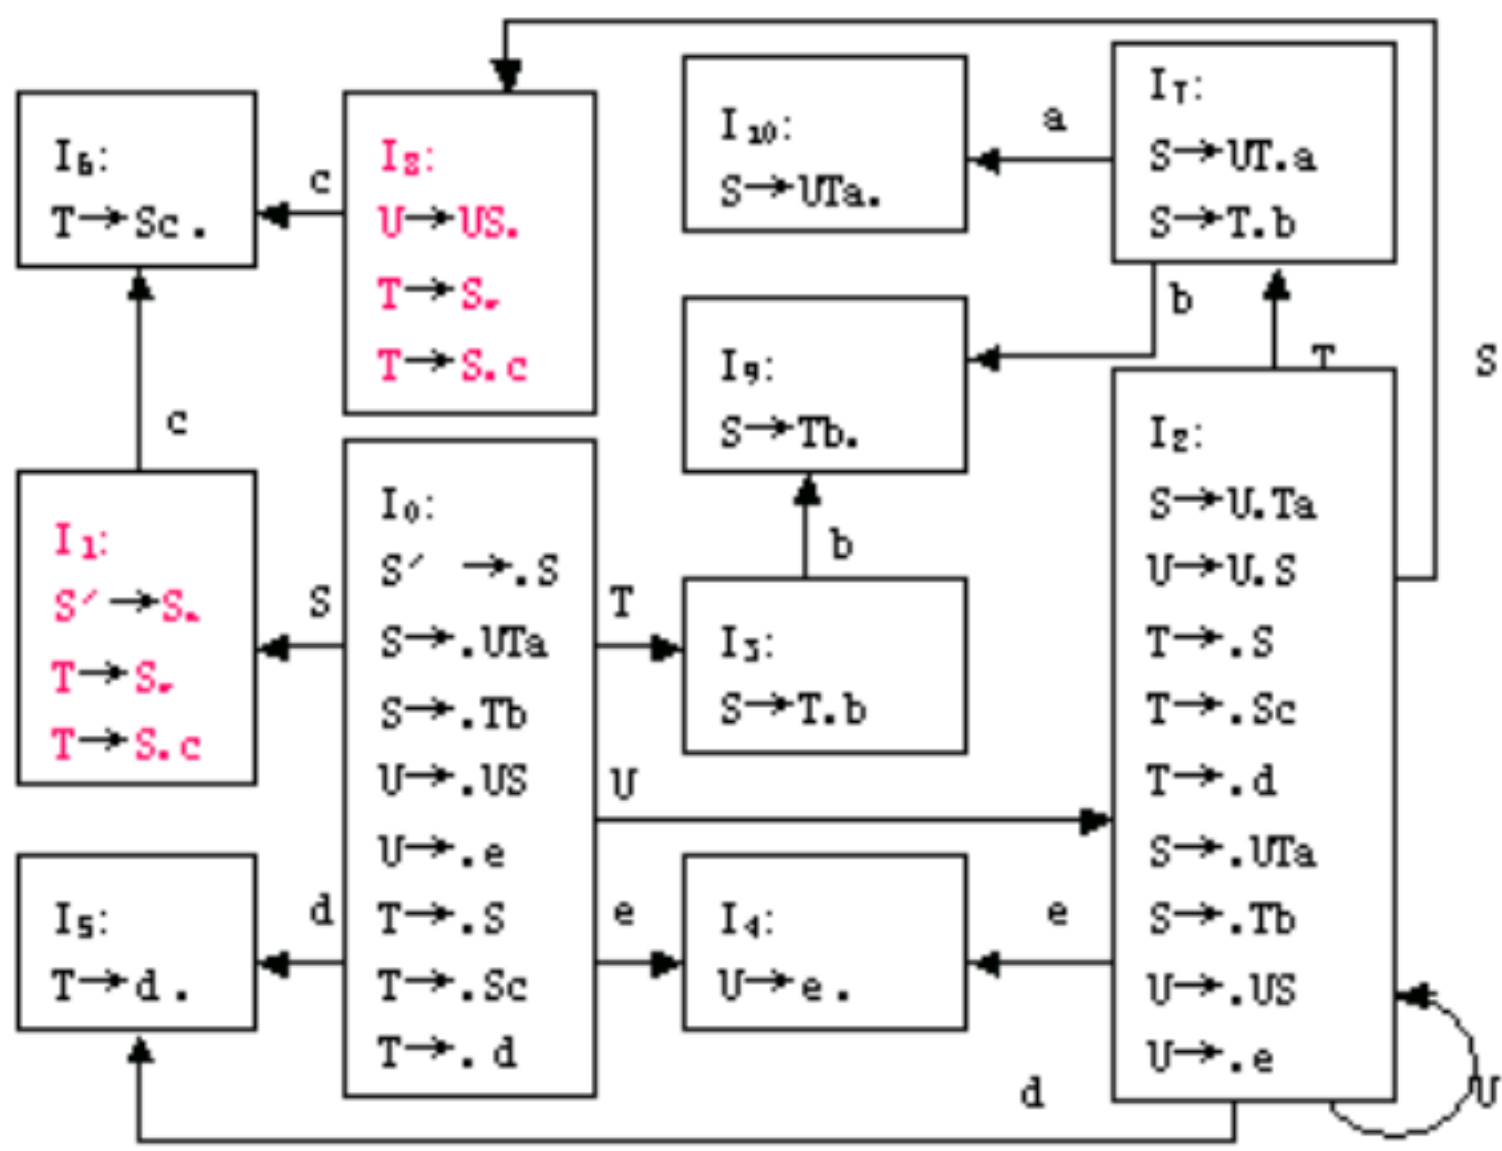 I₆:
T→Sc.
c
I₈:
U→US.
T→S.
T→S.c
I₁₀:
S→UTa.
a
I₇:
S→UT.a
S→T.b
b
T
S
I₉:
S→Tb.
c
I₁:
S′→S.
T→S.
T→S.c
S
I₀:
S′ →.S
S→.UTa
S→.Tb
U→.US
U→.e
T→.S
T→.Sc
T→.d
T
b
I₃:
S→T.b
U
I₂:
S→U.Ta
U→U.S
T→.S
T→.Sc
T→.d
S→.UTa
S→.Tb
U→.US
U→.e
I₅:
T→d.
d
e
I₄:
U→e.
e
d
U